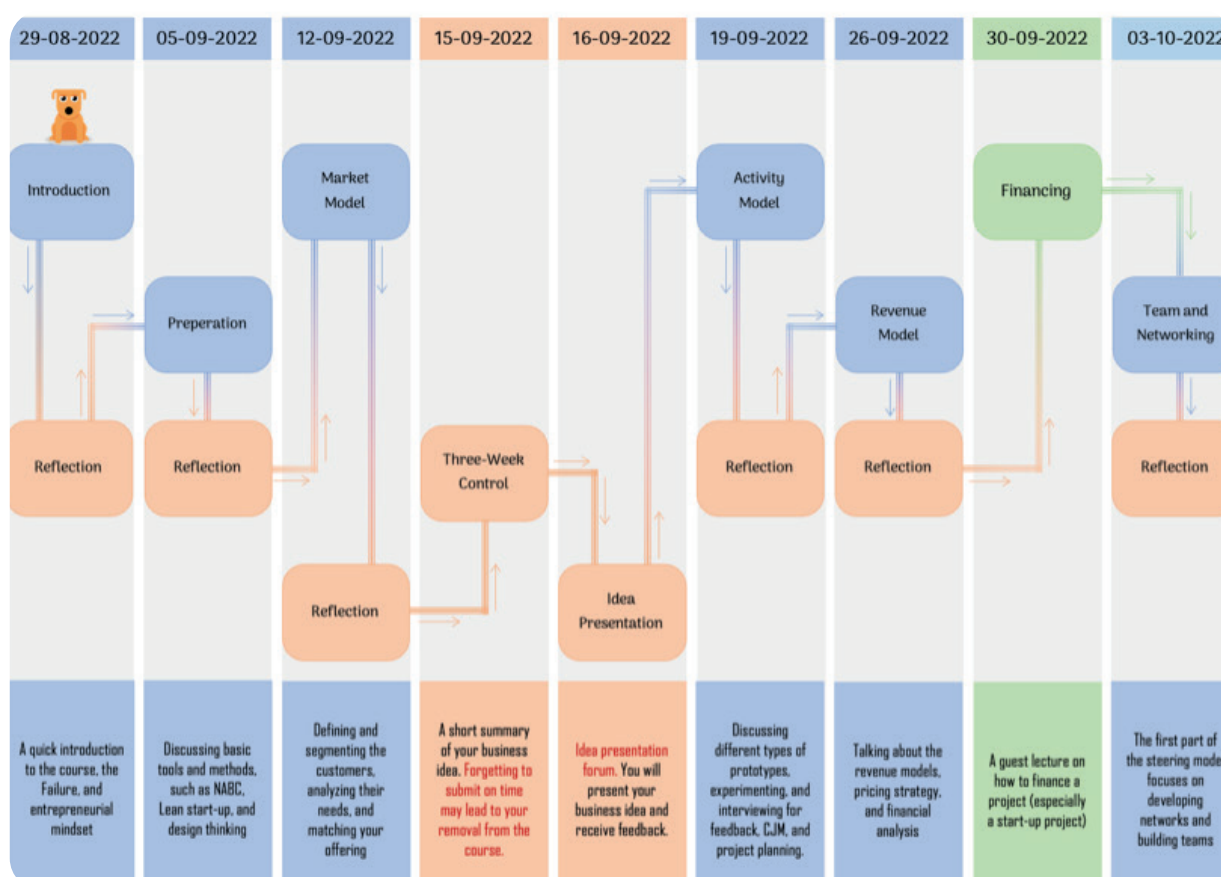 29-08-2022
05-09-2022
12-09-2022
15-09-2022
16-09-2022
19-09-2022
26-09-2022
30-09-2022
03-10-2022
Introduction
Market
Model
Activity
Model
Financing
Preperation
Revenue
Model
Team and
Networking
Reflection
Reflection
Three-Week
Control
Reflection
Reflection
Reflection
Reflection
Idea
Presentation
A quick introduction
to the course, the
Failure, and
entrepreneurial
mindset
Discussing basic
tools and methods,
such as NABC,
Lean start-up, and
design thinking
Defining and
segmenting the
customers,
analyzing their
needs, and
matching your
offering
A short summary
of your business
idea. Forgetting to
submit on time
may lead to your
removal from the
course.
Idea presentation
forum. You will
present your
business idea and
receive feedback.
Discussing
different types of
prototypes,
experimenting, and
interviewing for
feedback, CJM, and
project planning.
Talking about the
revenue models,
pricing strategy,
and financial
analysis
A guest lecture on
how to finance a
project (especially
a start-up project)
The first part of
the steering model
focuses on
developing
networks and
building teams